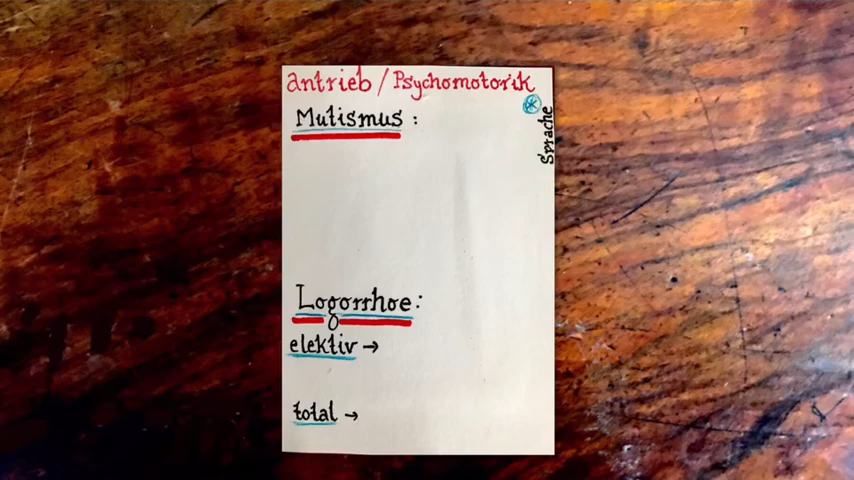 antrieb / Psychomotorik
Sprache
Mutismus :
Logorrhoe :
elektiv →
total →